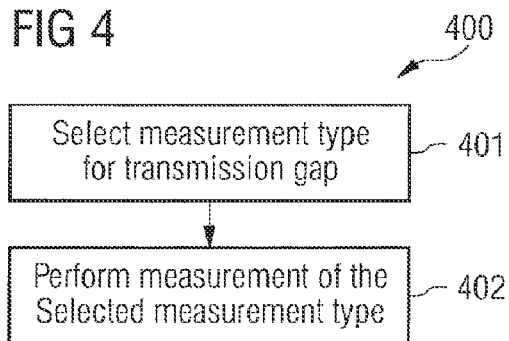 FIG 4
400
Select measurement type
for transmission gap
401
Perform measurement of the
Selected measurement type
402